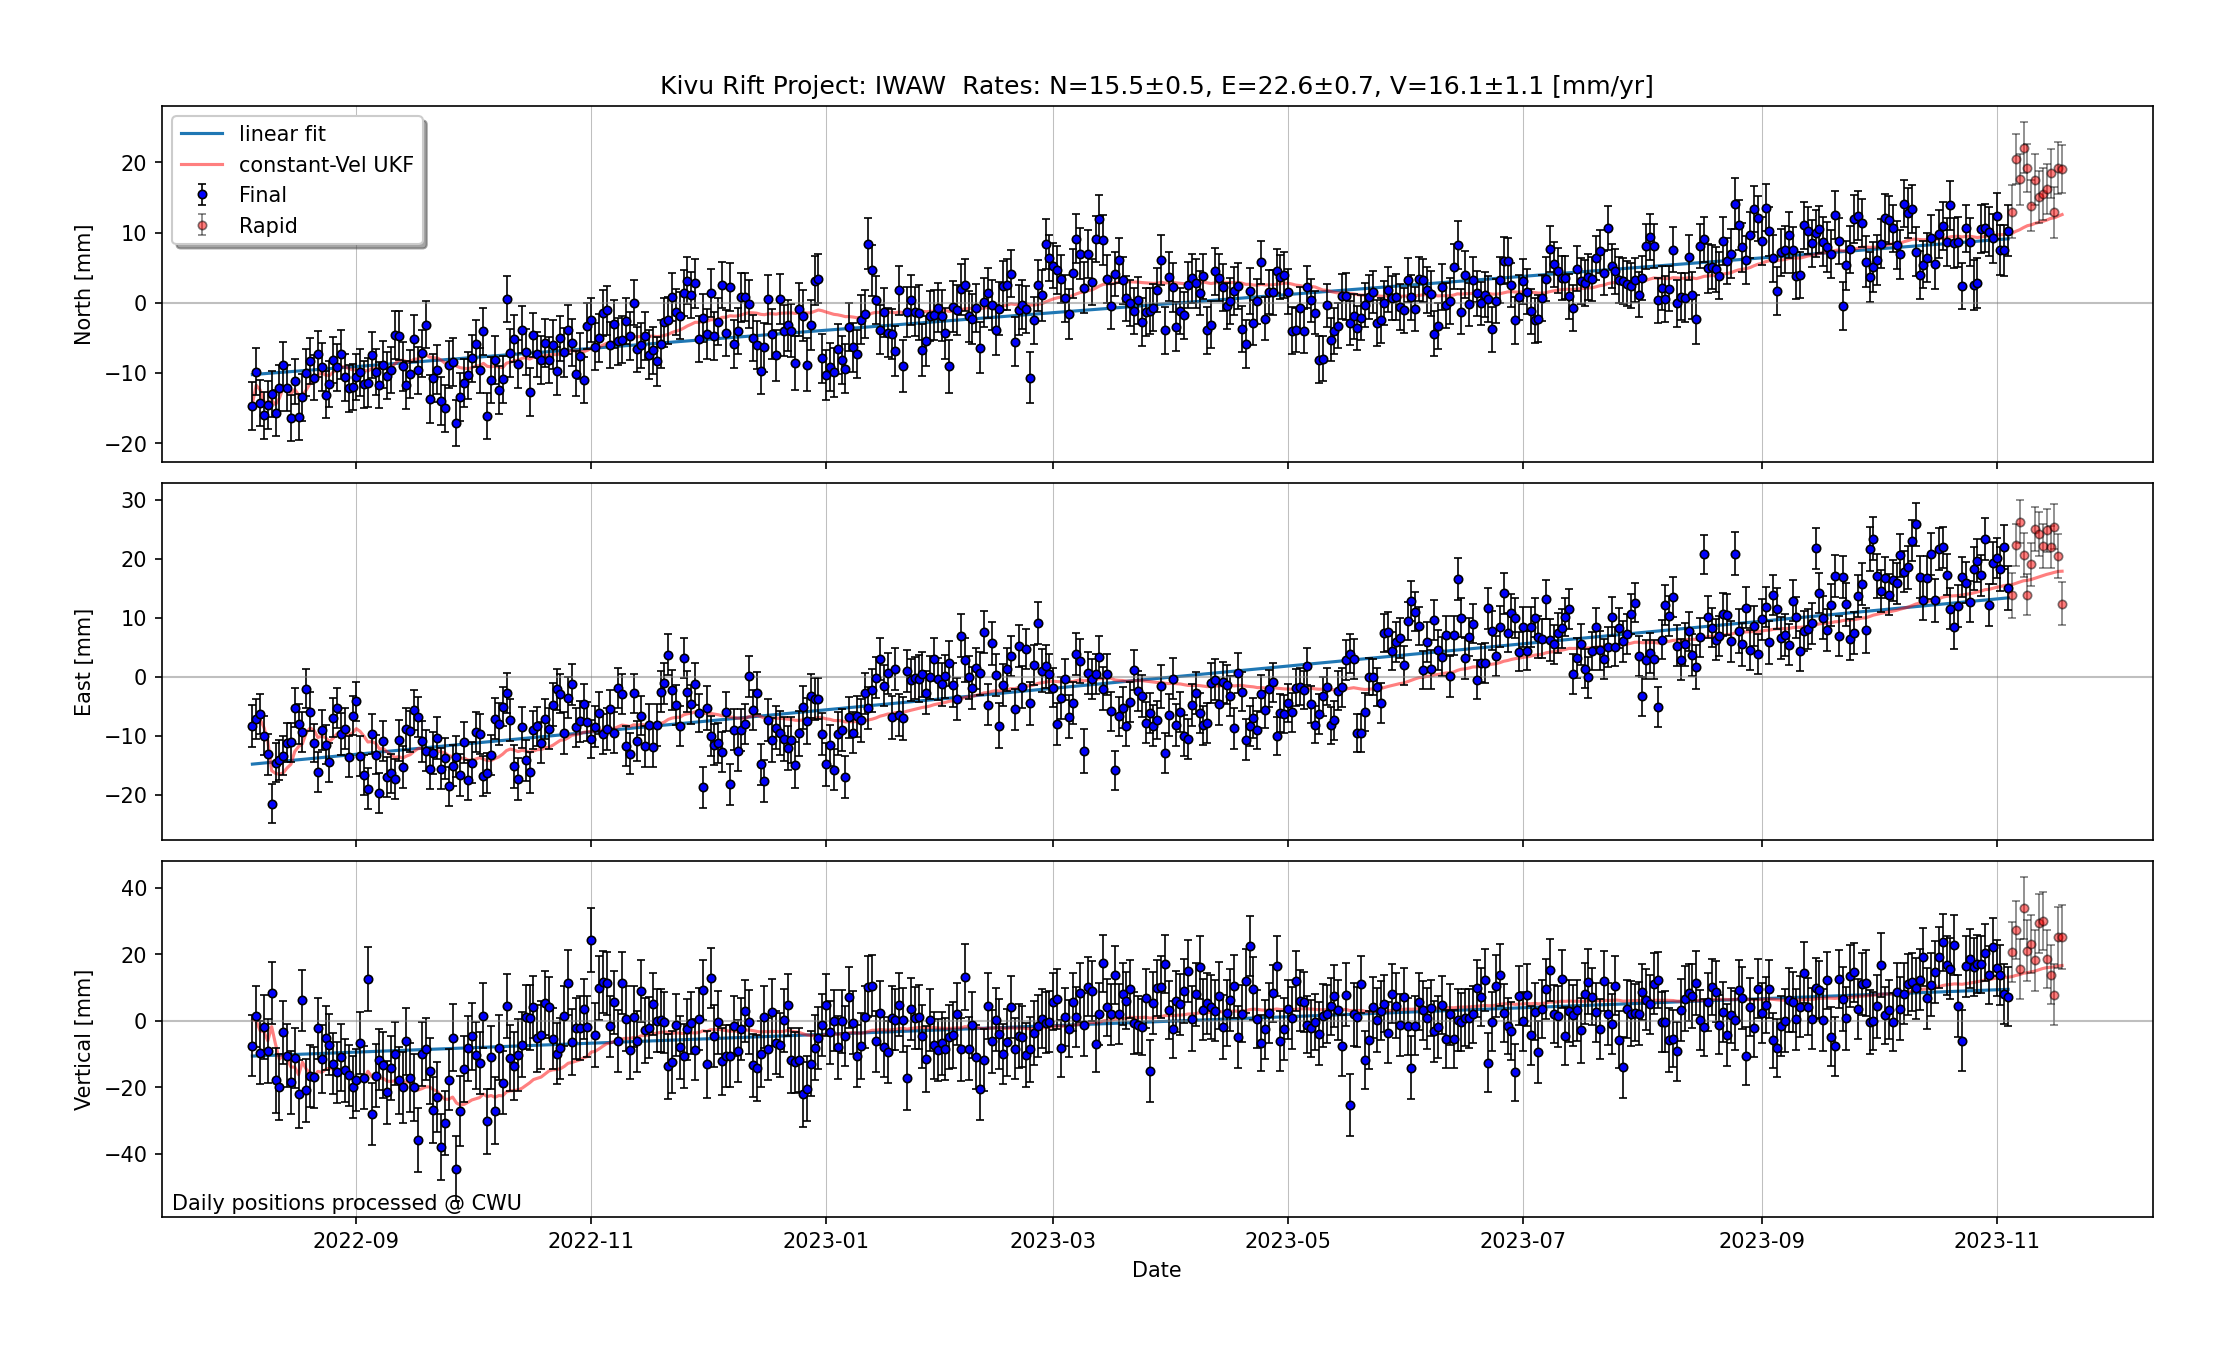 Kivu Rift Project: IWAW  Rates: N=15.5±0.5, E=22.6±0.7, V=16.1±1.1 [mm/yr]
linear fit
constant-Vel UKF
Final
Rapid
North [mm]
20
10
0
−10
−20
East [mm]
30
20
10
0
−10
−20
Vertical [mm]
40
20
0
−20
−40
Daily positions processed @ CWU
2022-09 2022-11 2023-01 2023-03 2023-05 2023-07 2023-09 2023-11
Date